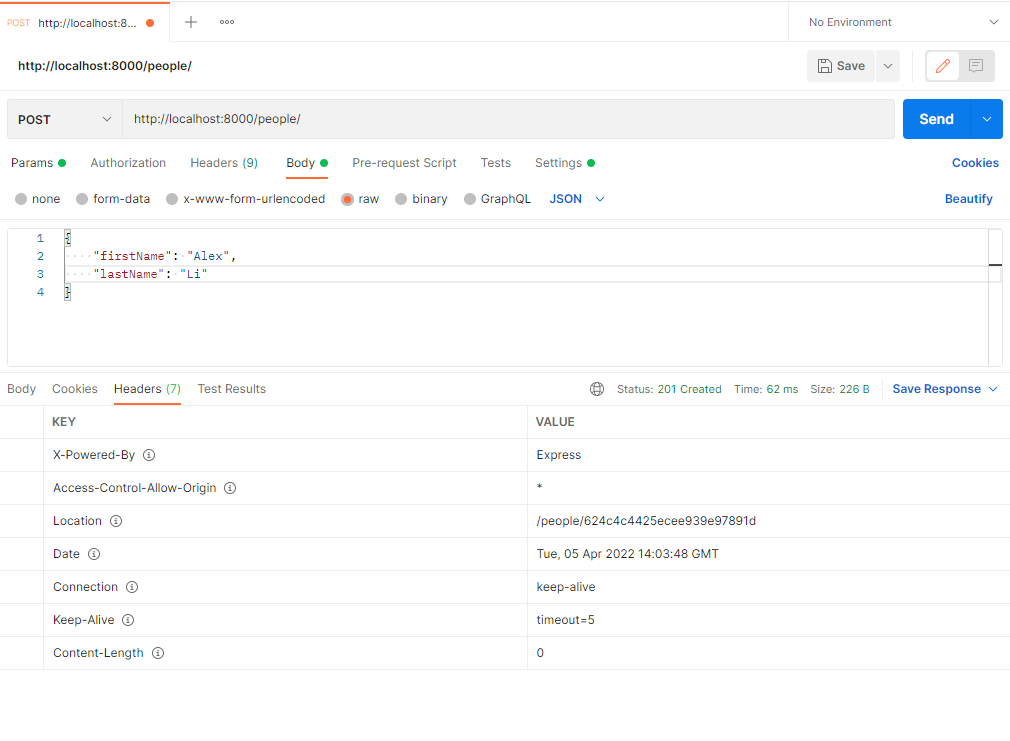 POST http://localhost:8... No Environment
http://localhost:8000/people/ Save
POST http://localhost:8000/people/ Send
Params Authorization Headers (9) Body Pre-request Script Tests Settings Cookies
none form-data x-www-form-urlencoded raw binary GraphQL JSON Beautify
1 {
2 "firstName": "Alex",
3 "lastName": "Li"
4 }
Body Cookies Headers (7) Test Results Status: 201 Created Time: 62 ms Size: 226 B Save Response
KEY VALUE
X-Powered-By Express
Access-Control-Allow-Origin *
Location /people/624c4c4425ecee939e97891d
Date Tue, 05 Apr 2022 14:03:48 GMT
Connection keep-alive
Keep-Alive timeout=5
Content-Length 0